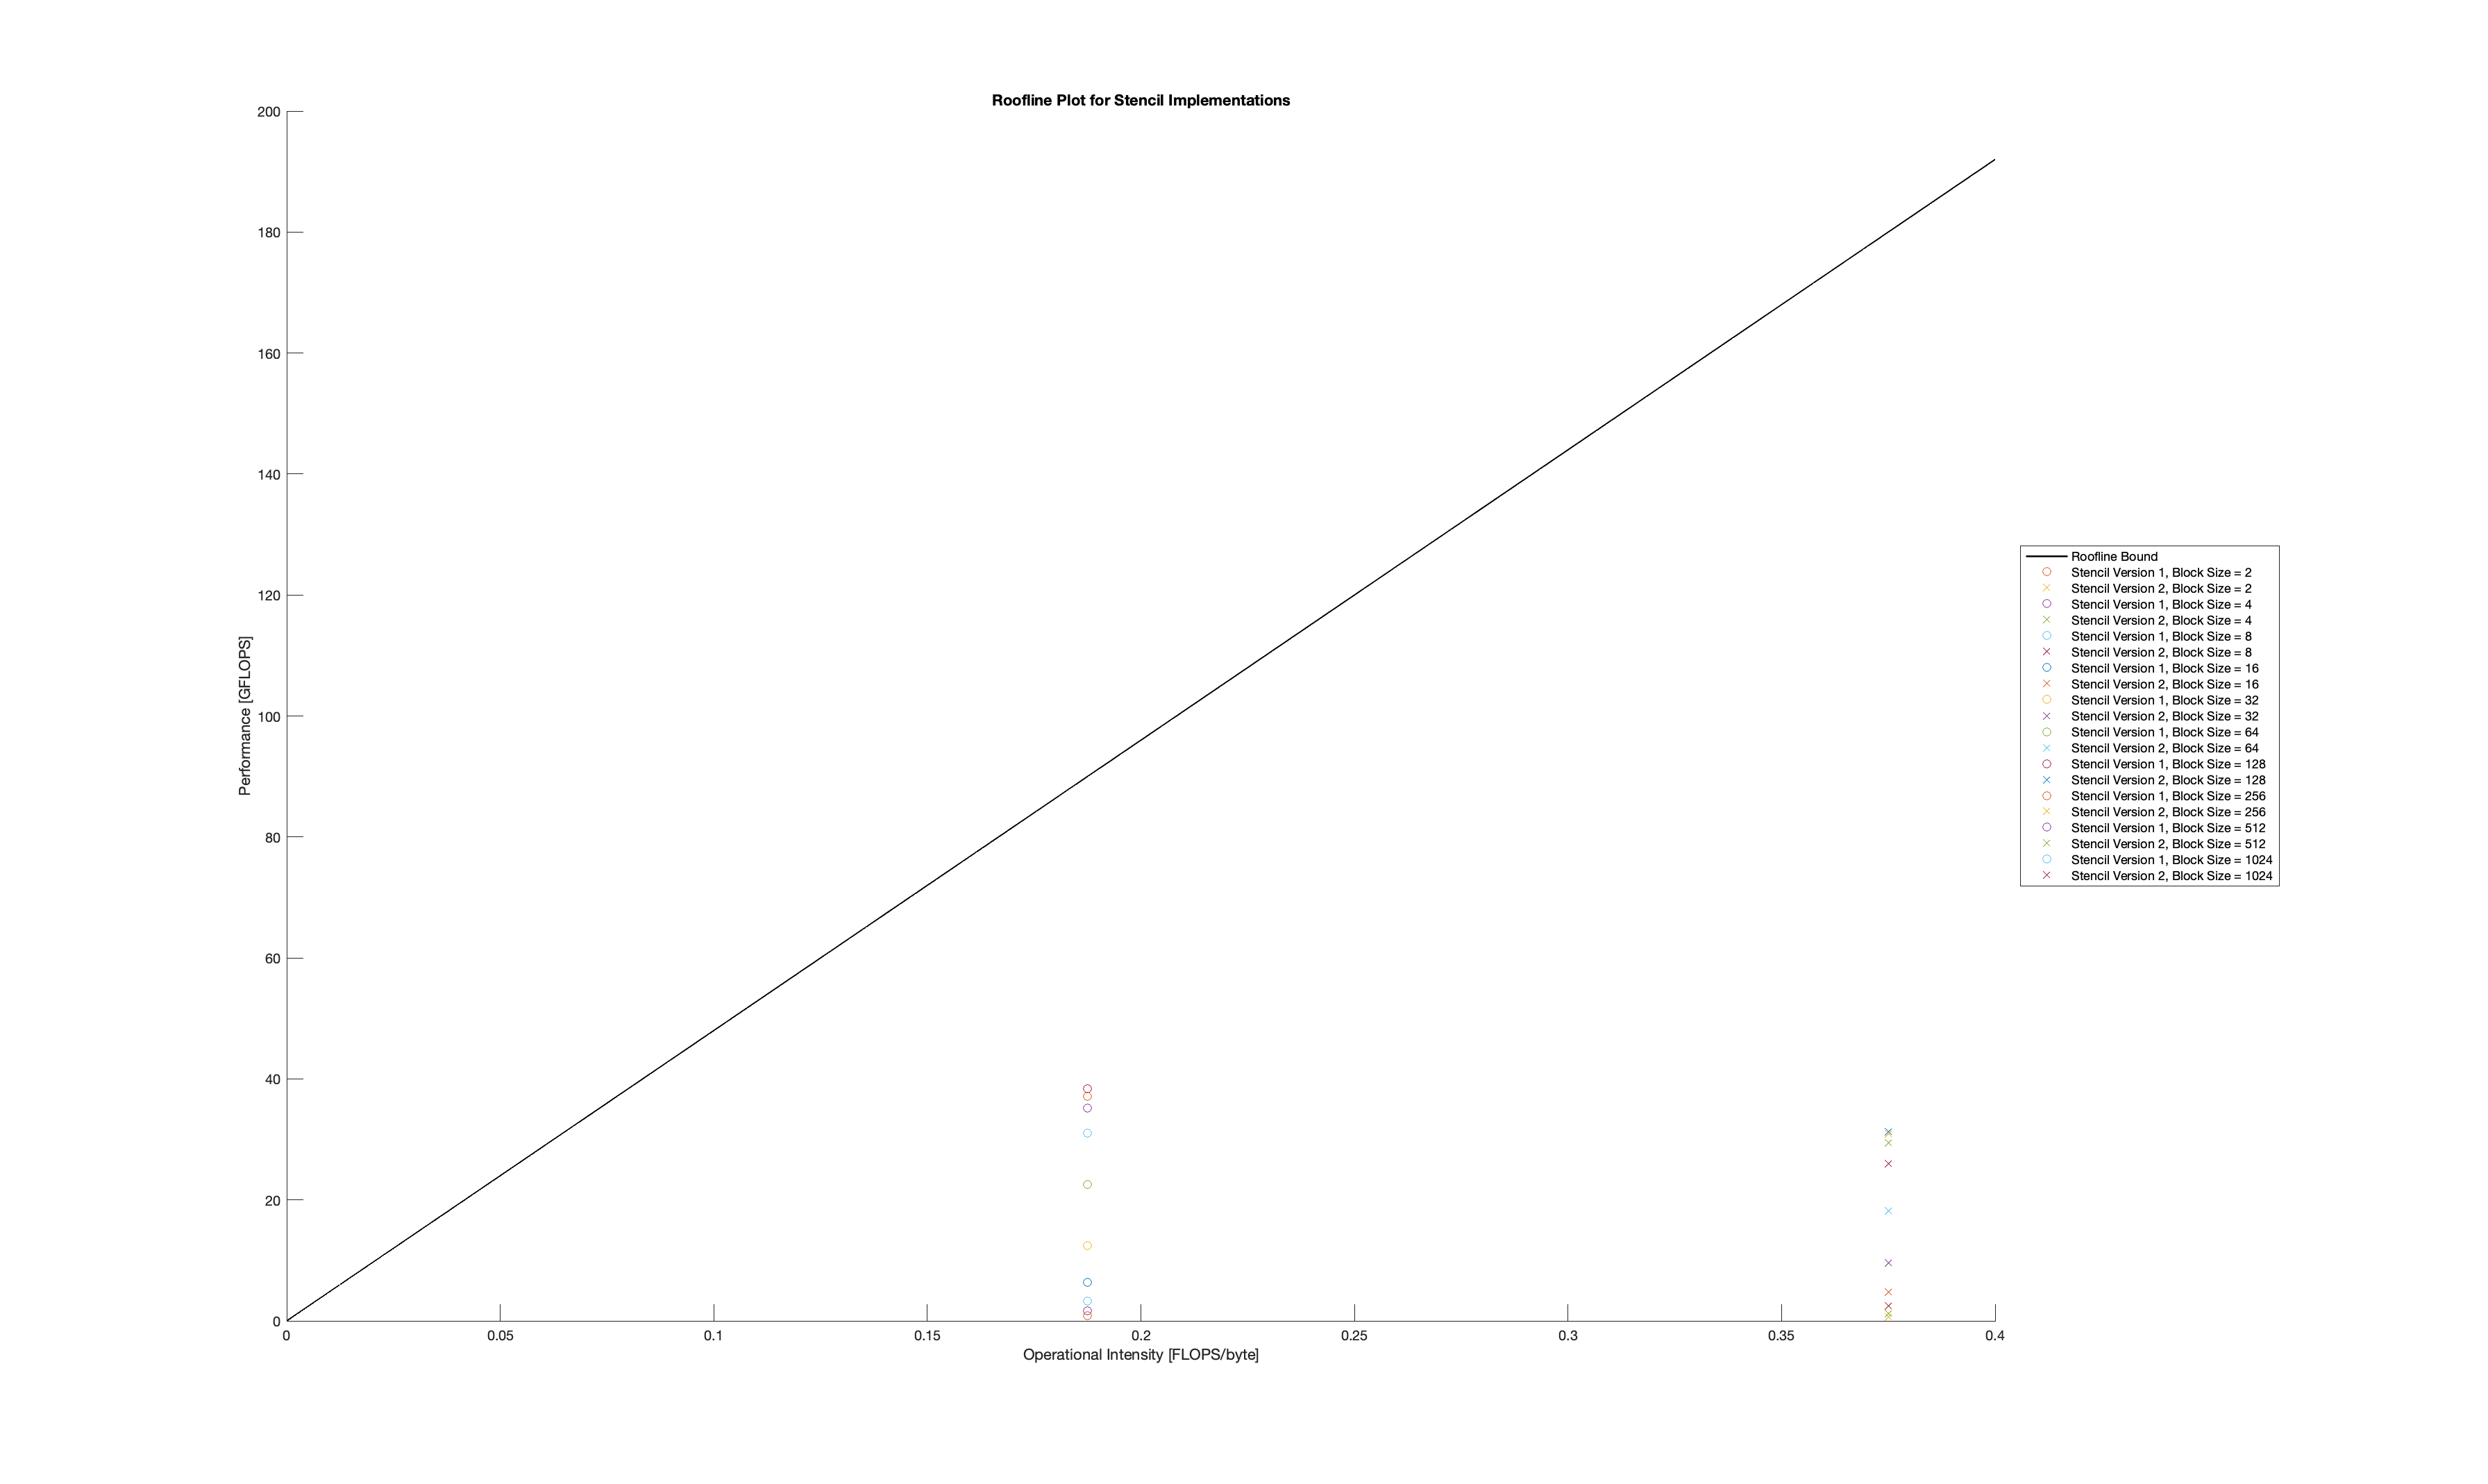 Roofline Plot for Stencil Implementations
200
180
160
140
120
100
80
60
40
20
0
Performance [GFLOPS]
0 0.05 0.1 0.15 0.2 0.25 0.3 0.35 0.4
Operational Intensity [FLOPS/byte]
Roofline Bound
Stencil Version 1, Block Size = 2
Stencil Version 2, Block Size = 2
Stencil Version 1, Block Size = 4
Stencil Version 2, Block Size = 4
Stencil Version 1, Block Size = 8
Stencil Version 2, Block Size = 8
Stencil Version 1, Block Size = 16
Stencil Version 2, Block Size = 16
Stencil Version 1, Block Size = 32
Stencil Version 2, Block Size = 32
Stencil Version 1, Block Size = 64
Stencil Version 2, Block Size = 64
Stencil Version 1, Block Size = 128
Stencil Version 2, Block Size = 128
Stencil Version 1, Block Size = 256
Stencil Version 2, Block Size = 256
Stencil Version 1, Block Size = 512
Stencil Version 2, Block Size = 512
Stencil Version 1, Block Size = 1024
Stencil Version 2, Block Size = 1024